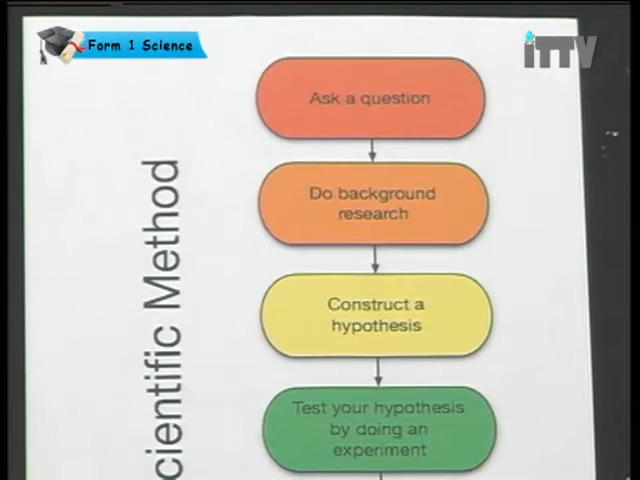 Form 1 Science
iTTV
Ask a question
Do background
research
Construct a
hypothesis
Test your hypothesis
by doing an
experiment
cientific Method